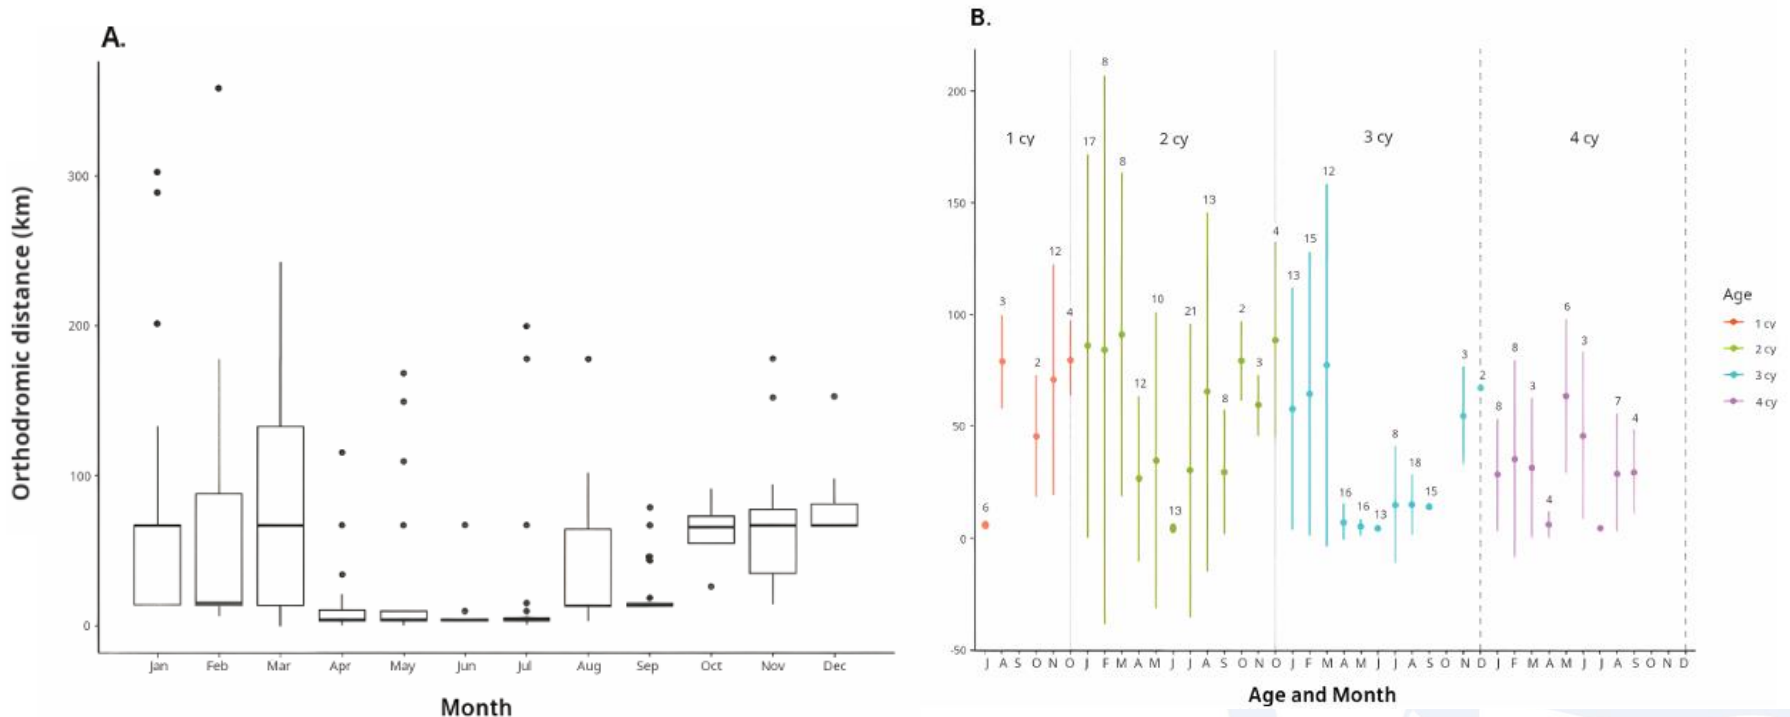 A.
Orthodromic distance (km)
300
200
100
0
Jan Feb Mar Apr May Jun Jul Aug Sep Oct Nov Dec
Month
B.
200
150
100
50
0
-50
1 cy 2 cy 3 cy 4 cy
6 3 2 12 4 17 8 8 12 10 13 21 13 8 2 3 4 13 15 12 16 16 13 8 18 15 3 2 8 8 3 4 6 3 7 4
J A S O N O J F M A M J J A S O N O J F M A M J J A S O N D J F M A M J J A S O N D
Age and Month
Age
1 cy
2 cy
3 cy
4 cy